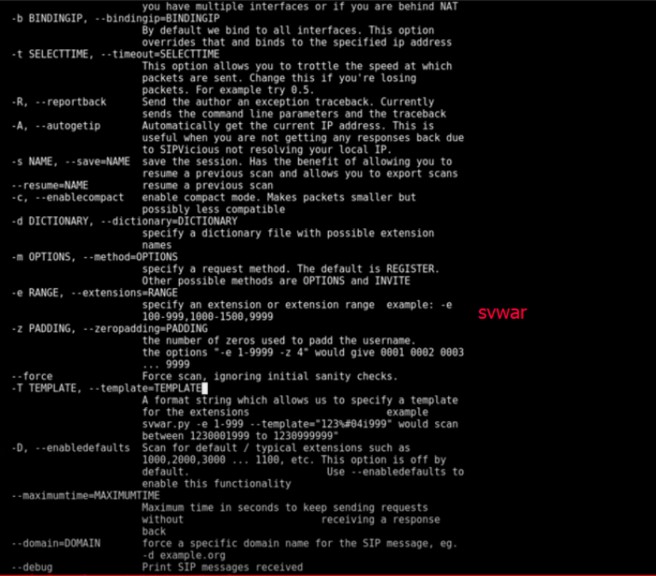 you have multiple interfaces or if you are behind NAT
-b BINDINGIP, --bindingip=BINDINGIP
By default we bind to all interfaces. This option
overrides that and binds to the specified ip address
-t SELECTTIME, --timeout=SELECTTIME
This option allows you to throttle the speed at which
packets are sent. Change this if you're losing
packets. For example try 0.5.
-R, --reportback Send the author an exception traceback. Currently
sends the command line parameters and the traceback
-A, --autogetip Automatically get the current IP address. This is
useful when you are not getting any responses back due
to SIPVicious not resolving your local IP.
-s NAME, --save=NAME save the session. Has the benefit of allowing you to
resume a previous scan and allows you to export scans
--resume=NAME resume a previous scan
-c, --enablecompact enable compact mode. Makes packets smaller but
possibly less compatible
-d DICTIONARY, --dictionary=DICTIONARY
specify a dictionary file with possible extension
names
-m OPTIONS, --method=OPTIONS
specify a request method. The default is REGISTER.
Other possible methods are OPTIONS and INVITE
-e RANGE, --extensions=RANGE
specify an extension or extension range example: -e
100-999,1000-1500,9999
svwar
-z PADDING, --zeropadding=PADDING
the number of zeros used to padd the username.
the options "-e 1-9999 -z 4" would give 0001 0002 0003
... 9999
--force Force scan, ignoring initial sanity checks.
-T TEMPLATE, --template=TEMPLATE
A format string which allows us to specify a template
for the extensions example
svwar.py -e 1-999 --template="123%#04i999" would scan
between 1230001999 to 1230999999"
-D, --enabledefaults Scan for default / typical extensions such as
1000,2000,3000 ... 1100, etc. This option is off by
default. Use --enabledefaults to
enable this functionality
--maximumtime=MAXIMUMTIME
Maximum time in seconds to keep sending requests
without receiving a response
back
--domain=DOMAIN force a specific domain name for the SIP message, eg.
-d example.org
--debug Print SIP messages received